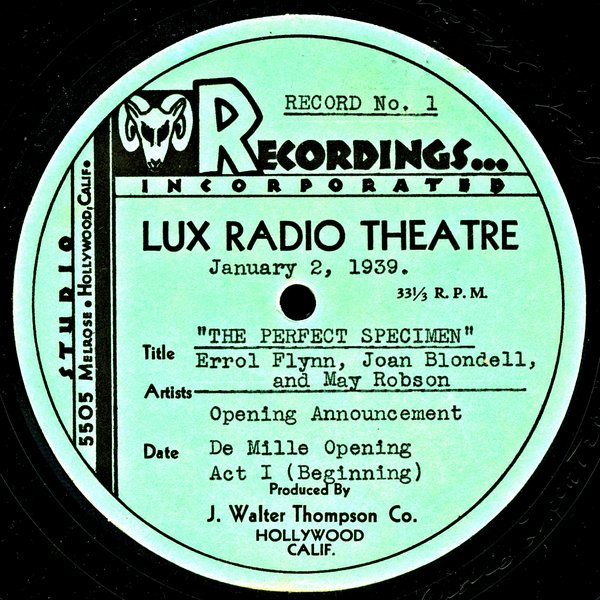 RECORD No. 1
RECORDINGS...
INCORPORATED
STUDIO
5505 MELROSE • HOLLYWOOD, CALIF •
LUX RADIO THEATRE
January 2, 1939.
33⅓ R. P. M.
"THE PERFECT SPECIMEN"
Title
Errol Flynn, Joan Blondell,
and May Robson
Artists
Opening Announcement
Date De Mille Opening
Act I (Beginning)
Produced By
J. Walter Thompson Co.
HOLLYWOOD
CALIF.